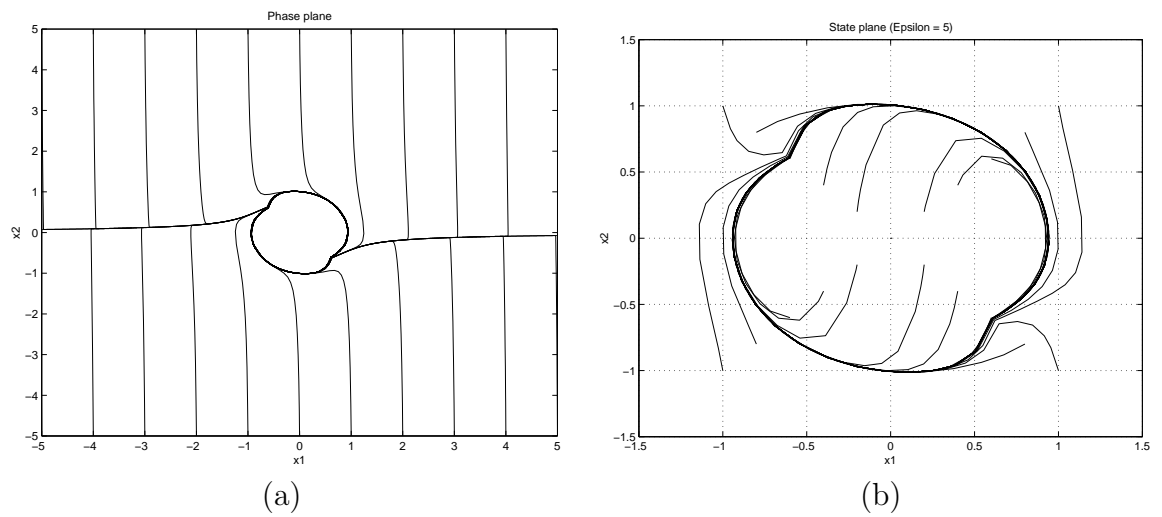 Phase plane
5
4
3
2
1
0
−1
−2
−3
−4
−5
x2
−5 −4 −3 −2 −1 0 1 2 3 4 5
x1
(a)
State plane (Epsilon = 5)
1.5
1
0.5
0
−0.5
−1
−1.5
x2
−1.5 −1 −0.5 0 0.5 1 1.5
x1
(b)